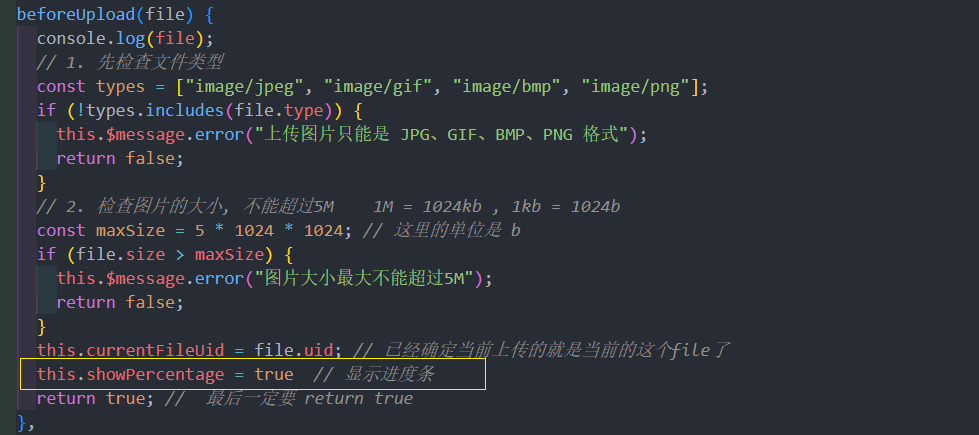 beforeUpload(file) {
console.log(file);
// 1. 先检查文件类型
const types = ["image/jpeg", "image/gif", "image/bmp", "image/png"];
if (!types.includes(file.type)) {
this.$message.error("上传图片只能是 JPG、GIF、BMP、PNG 格式");
return false;
}
// 2. 检查图片的大小, 不能超过5M 1M = 1024kb , 1kb = 1024b
const maxSize = 5 * 1024 * 1024; // 这里的单位是 b
if (file.size > maxSize) {
this.$message.error("图片大小最大不能超过5M");
return false;
}
this.currentFileUid = file.uid; // 已经确定当前上传的就是当前的这个file了
this.showPercentage = true // 显示进度条
return true; // 最后一定要 return true
},